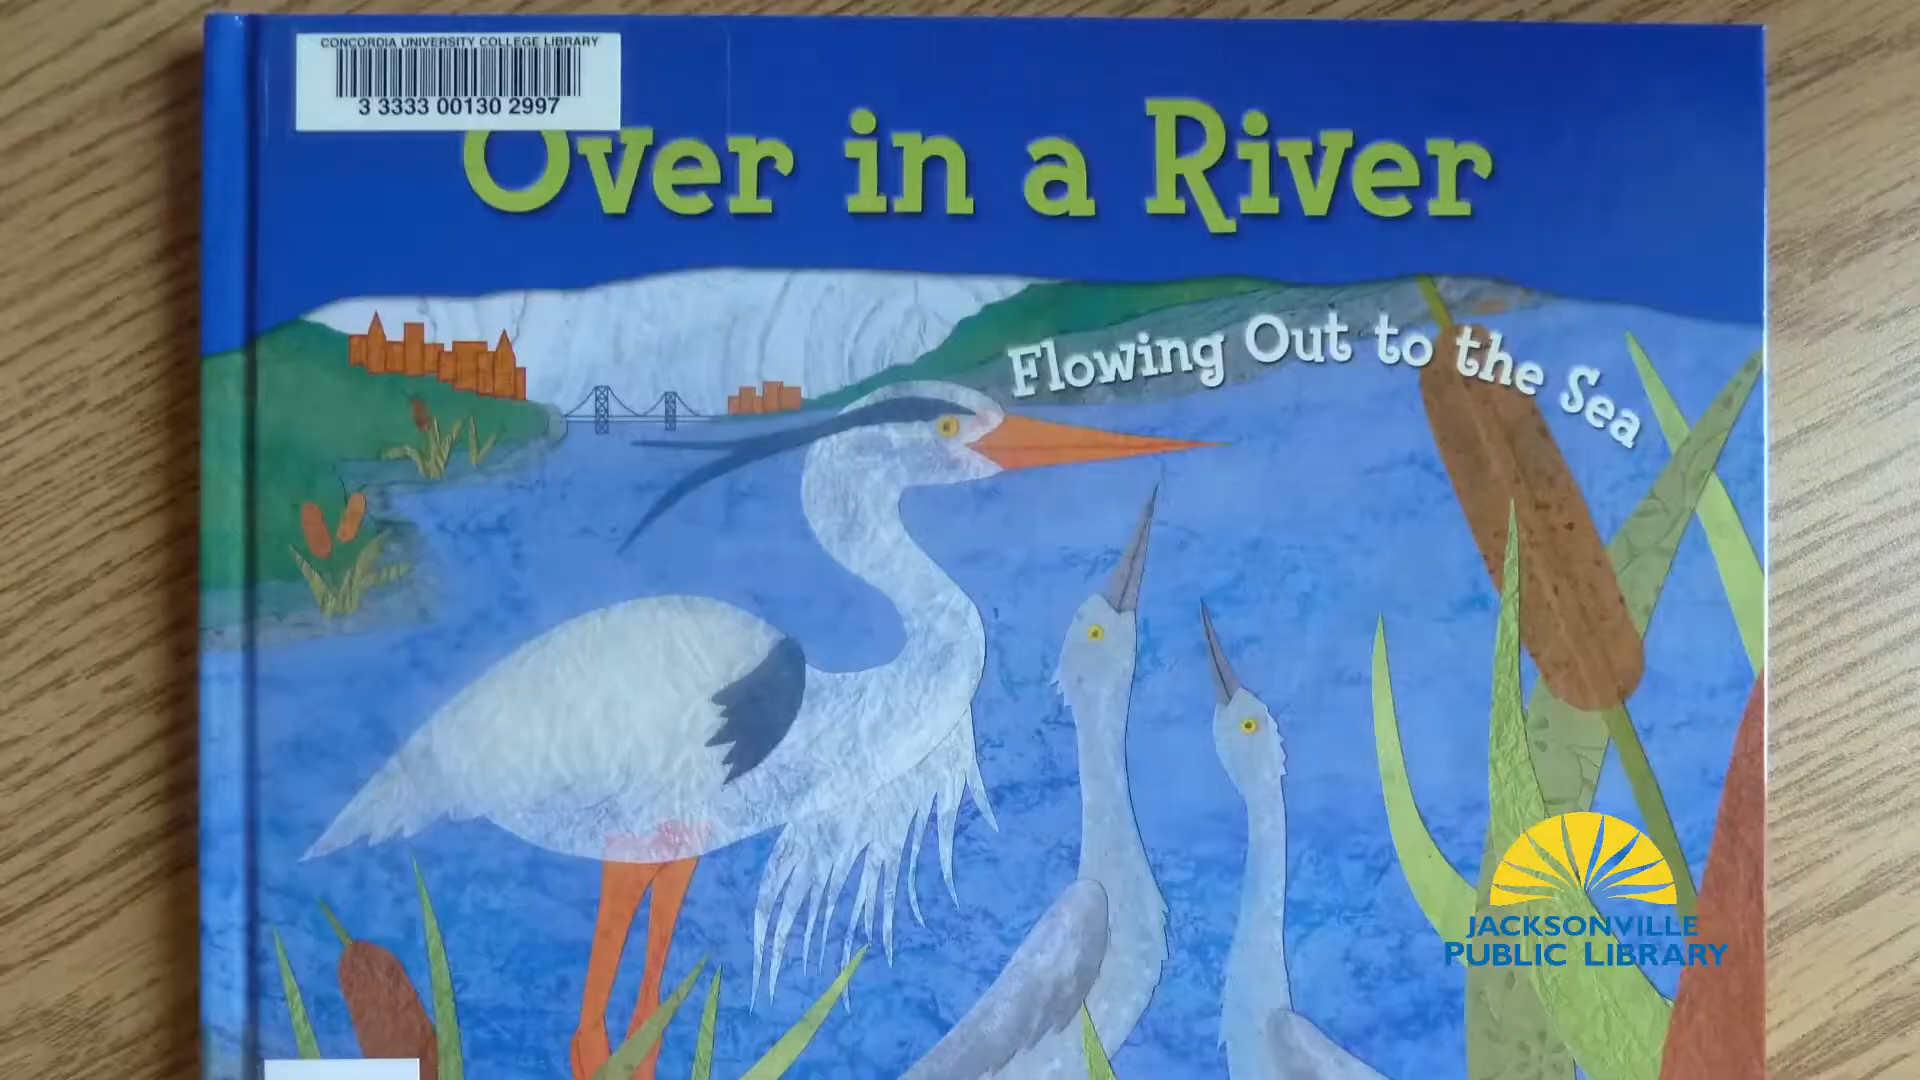 CONCORDIA UNIVERSITY COLLEGE LIBRARY
3 3333 00130 2997
Over in a River
Flowing Out to the Sea
JACKSONVILLE
PUBLIC LIBRARY